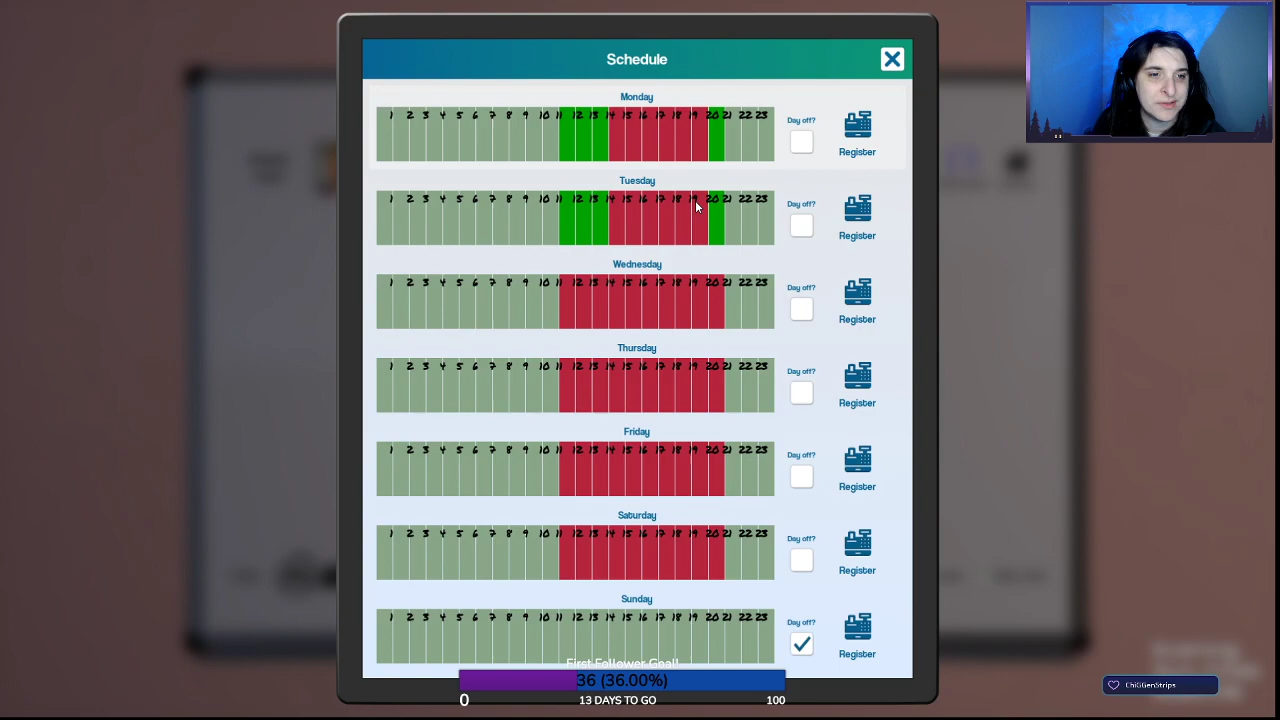 Schedule
Monday
1 2 3 4 5 6 7 8 9 10 11 12 13 14 15 16 17 18 19 20 21 22 23
Day off?
Register
Tuesday
1 2 3 4 5 6 7 8 9 10 11 12 13 14 15 16 17 18 19 20 21 22 23
Day off?
Register
Wednesday
1 2 3 4 5 6 7 8 9 10 11 12 13 14 15 16 17 18 19 20 21 22 23
Day off?
Register
Thursday
1 2 3 4 5 6 7 8 9 10 11 12 13 14 15 16 17 18 19 20 21 22 23
Day off?
Register
Friday
1 2 3 4 5 6 7 8 9 10 11 12 13 14 15 16 17 18 19 20 21 22 23
Day off?
Register
Saturday
1 2 3 4 5 6 7 8 9 10 11 12 13 14 15 16 17 18 19 20 21 22 23
Day off?
Register
Sunday
1 2 3 4 5 6 7 8 9 10 11 12 13 14 15 16 17 18 19 20 21 22 23
Day off?
Register
First Follower Goal!
36 (36.00%)
0 13 DAYS TO GO 100
ChiGGenStrips